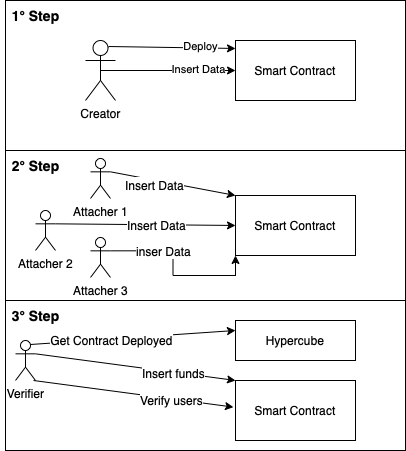 1° Step
Deploy
Insert Data
Smart Contract
Creator
2° Step
Insert Data
Attacher 1
Insert Data
Smart Contract
Attacher 2
inser Data
Attacher 3
3° Step
Get Contract Deployed
Hypercube
Insert funds
Verifier
Verify users
Smart Contract